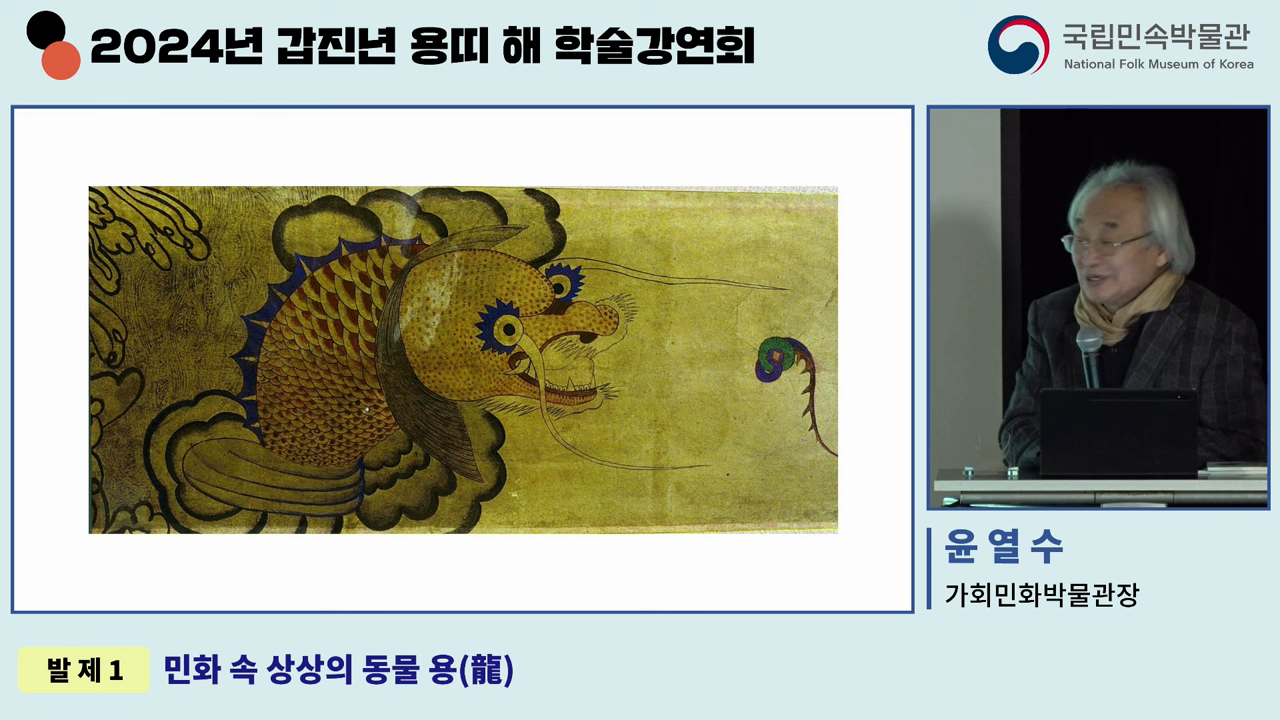 2024년 갑진년 용띠 해 학술강연회
국립민속박물관
National Folk Museum of Korea
윤열수
가회민화박물관장
발제1 민화 속 상상의 동물 용(龍)